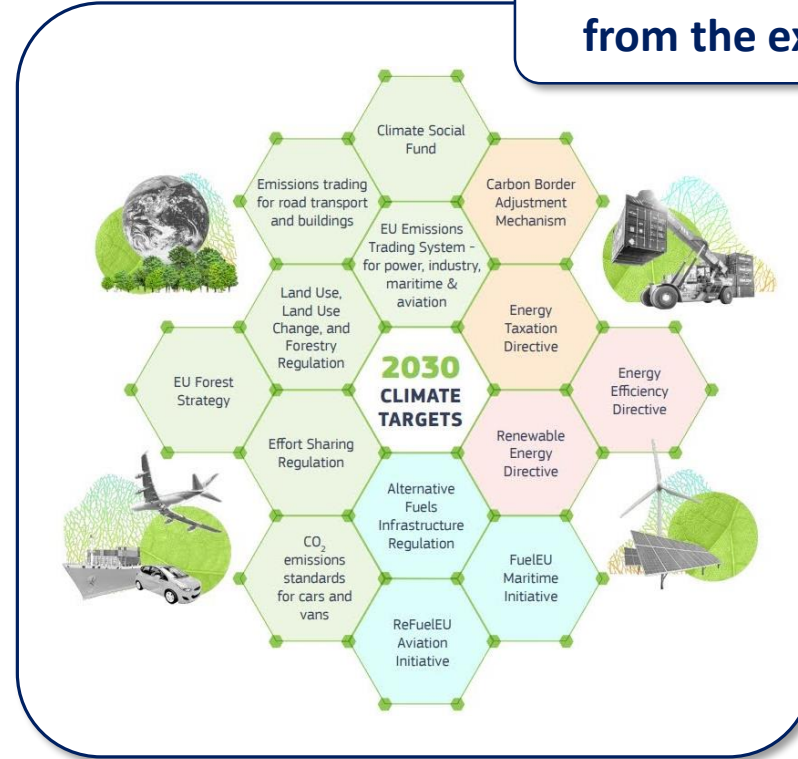 from the ex
Climate Social
Fund
Emissions trading
for road transport
and buildings
Carbon Border
Adjustment
Mechanism
EU Emissions
Trading System -
for power, industry,
maritime &
aviation
Land Use,
Land Use
Change, and
Forestry
Regulation
Energy
Taxation
Directive
EU Forest
Strategy
2030
CLIMATE
TARGETS
Energy
Efficiency
Directive
Effort Sharing
Regulation
Renewable
Energy
Directive
Alternative
Fuels
Infrastructure
Regulation
CO₂
emissions
standards
for cars and
vans
FuelEU
Maritime
Initiative
ReFuelEU
Aviation
Initiative